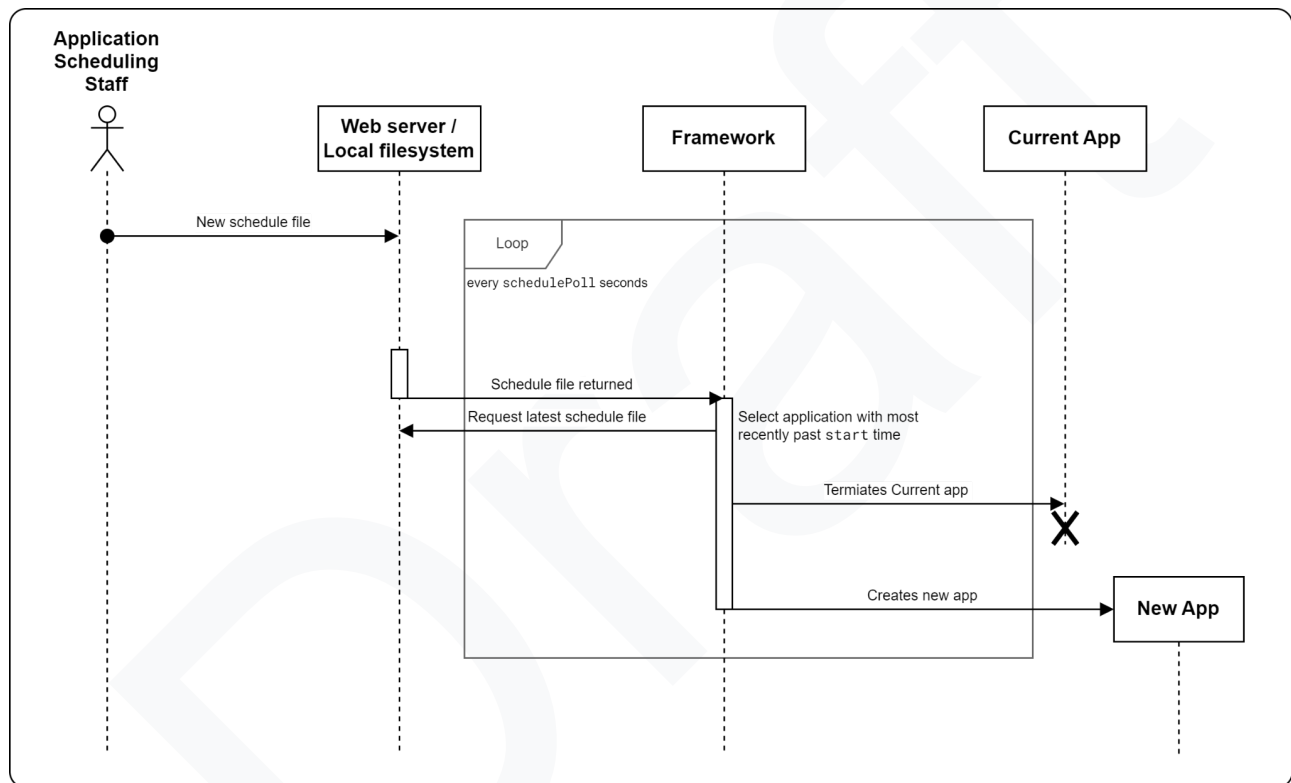 Application
Scheduling
Staff
Web server /
Local filesystem
Framework
Current App
New schedule file
Loop
every schedulePoll seconds
Schedule file returned
Request latest schedule file
Select application with most
recently past start time
Termiates Current app
Creates new app
New App
Draft